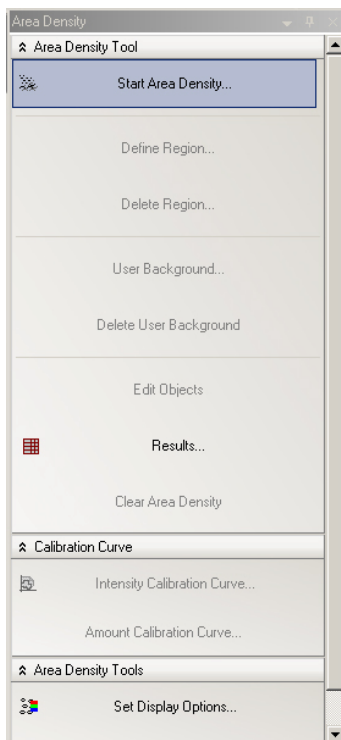 Area Density
Area Density Tool
Start Area Density...
Define Region...
Delete Region...
User Background...
Delete User Background
Edit Objects
Results...
Clear Area Density
Calibration Curve
Intensity Calibration Curve...
Amount Calibration Curve...
Area Density Tools
Set Display Options...